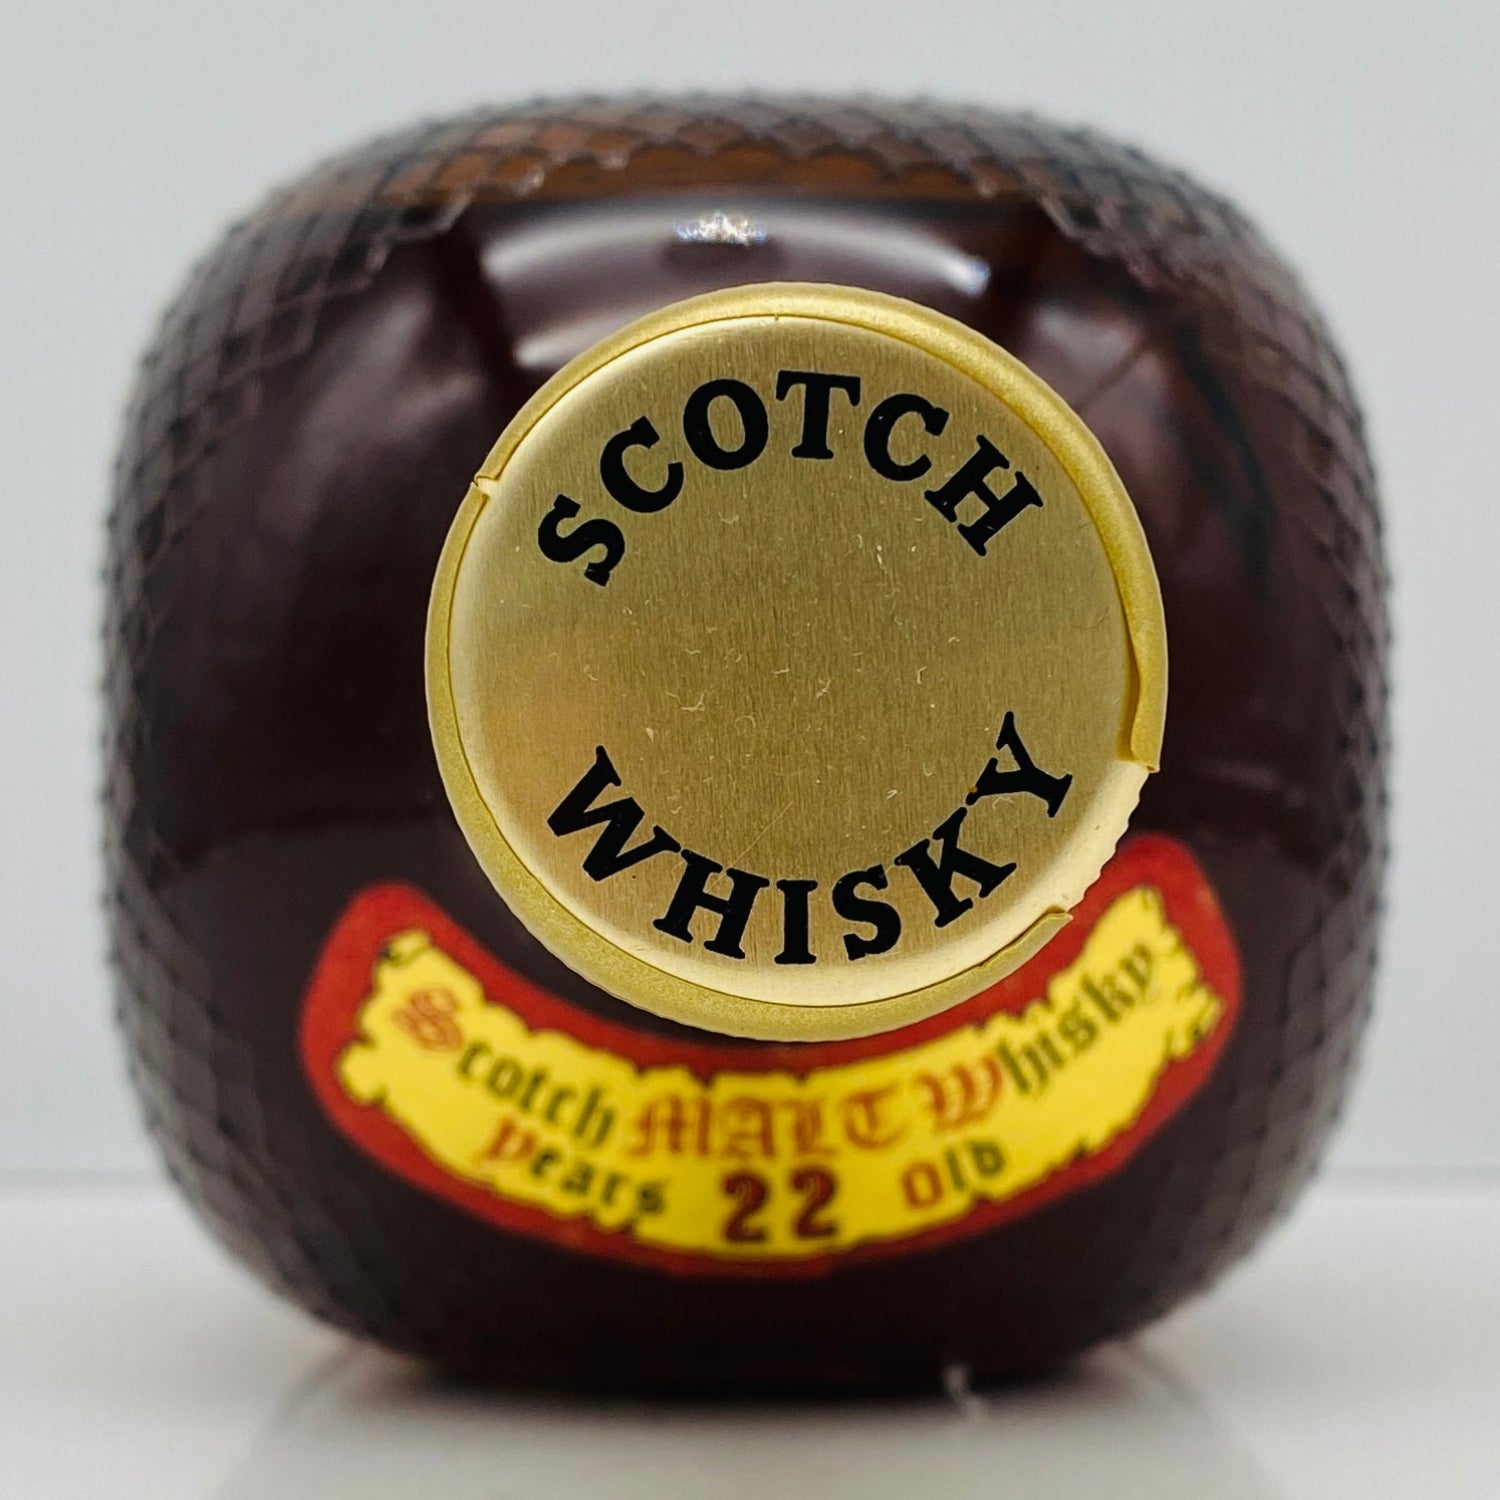 SCOTCH
WHISKY
Scotch MALT Whisky
years 22 old